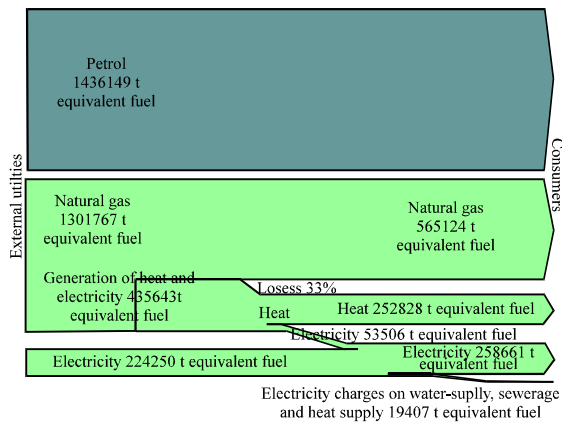 Petrol
1436149 t
equivalent fuel
External utilties
Consumers
Natural gas
1301767 t
equivalent fuel
Natural gas
565124 t
equivalent fuel
Generation of heat and
electricity 435643t
equivalent fuel
Losess 33%
Heat
Heat 252828 t equivalent fuel
Electricity 53506 t equivalent fuel
Electricity 224250 t equivalent fuel
Electricity 258661 t
equivalent fuel
Electricity charges on water-suplly, sewerage
and heat supply 19407 t equivalent fuel